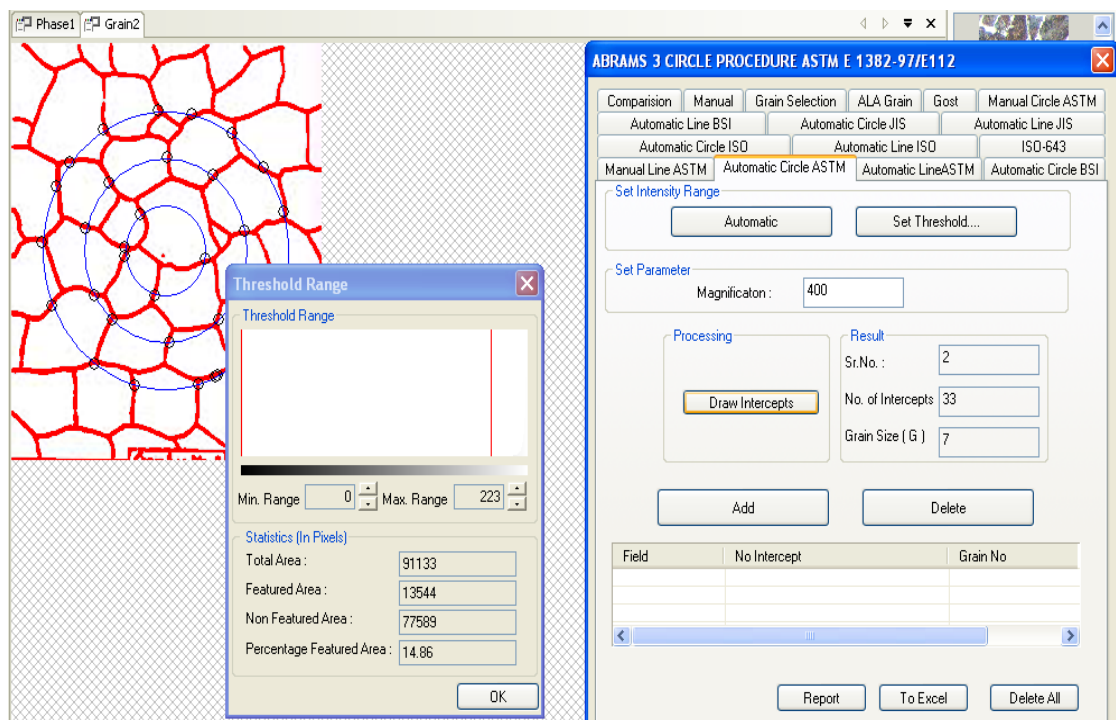 Phase1 Grain2
ABRAMS 3 CIRCLE PROCEDURE ASTM E 1382-97/E112
Comparision Manual Grain Selection ALA Grain Gost Manual Circle ASTM
Automatic Line BSI Automatic Circle JIS Automatic Line JIS
Automatic Circle ISO Automatic Line ISO ISO-643
Manual Line ASTM Automatic Circle ASTM Automatic LineASTM Automatic Circle BSI
Set Intensity Range
Automatic Set Threshold....
Set Parameter
Magnificaton : 400
Processing
Draw Intercepts
Result
Sr.No. : 2
No. of Intercepts 33
Grain Size ( G ) 7
Add Delete
Field No Intercept Grain No
Report To Excel Delete All
Threshold Range
Threshold Range
Min. Range 0 Max. Range 223
Statistics (In Pixels)
Total Area : 91133
Featured Area : 13544
Non Featured Area : 77589
Percentage Featured Area : 14.86
OK